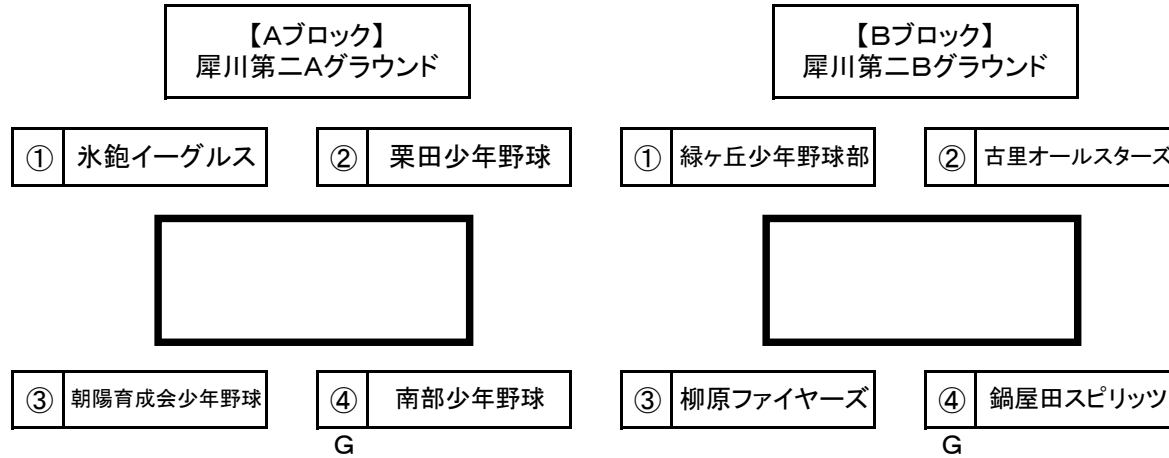 【Aブロック】
犀川第二Aグラウンド
① 氷鉋イーグルス
② 栗田少年野球
③ 朝陽育成会少年野球
④ 南部少年野球
G
【Bブロック】
犀川第二Bグラウンド
① 緑ヶ丘少年野球部
② 古里オールスターズ
③ 柳原ファイヤーズ
④ 鍋屋田スピリッツ
G